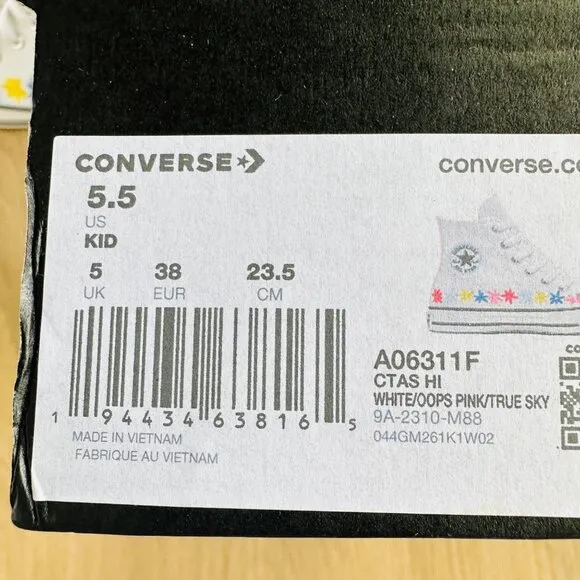 CONVERSE
converse.co
5.5
US
KID
5 38 23.5
UK EUR CM
1 94434 63816 5
MADE IN VIETNAM
FABRIQUE AU VIETNAM
A06311F
CTAS HI
WHITE/OOPS PINK/TRUE SKY
9A-2310-M88
044GM261K1W02